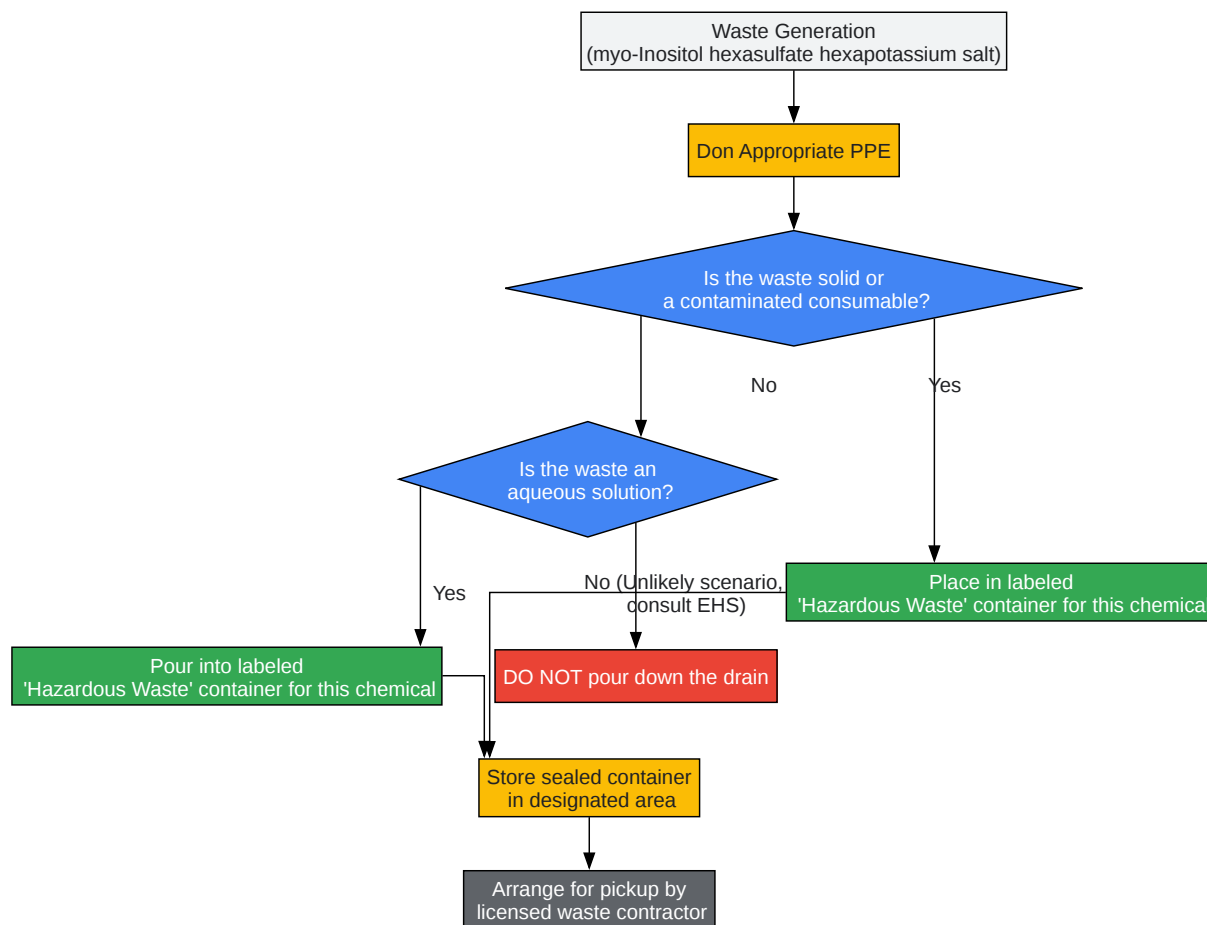 Waste Generation
(myo-Inositol hexasulfate hexapotassium salt)
Don Appropriate PPE
Is the waste solid or
a contaminated consumable?
No
Yes
Is the waste an
aqueous solution?
Yes
No (Unlikely scenario,
consult EHS)
Place in labeled
'Hazardous Waste' container for this chemical
Pour into labeled
'Hazardous Waste' container for this chemical
DO NOT pour down the drain
Store sealed container
in designated area
Arrange for pickup by
licensed waste contractor